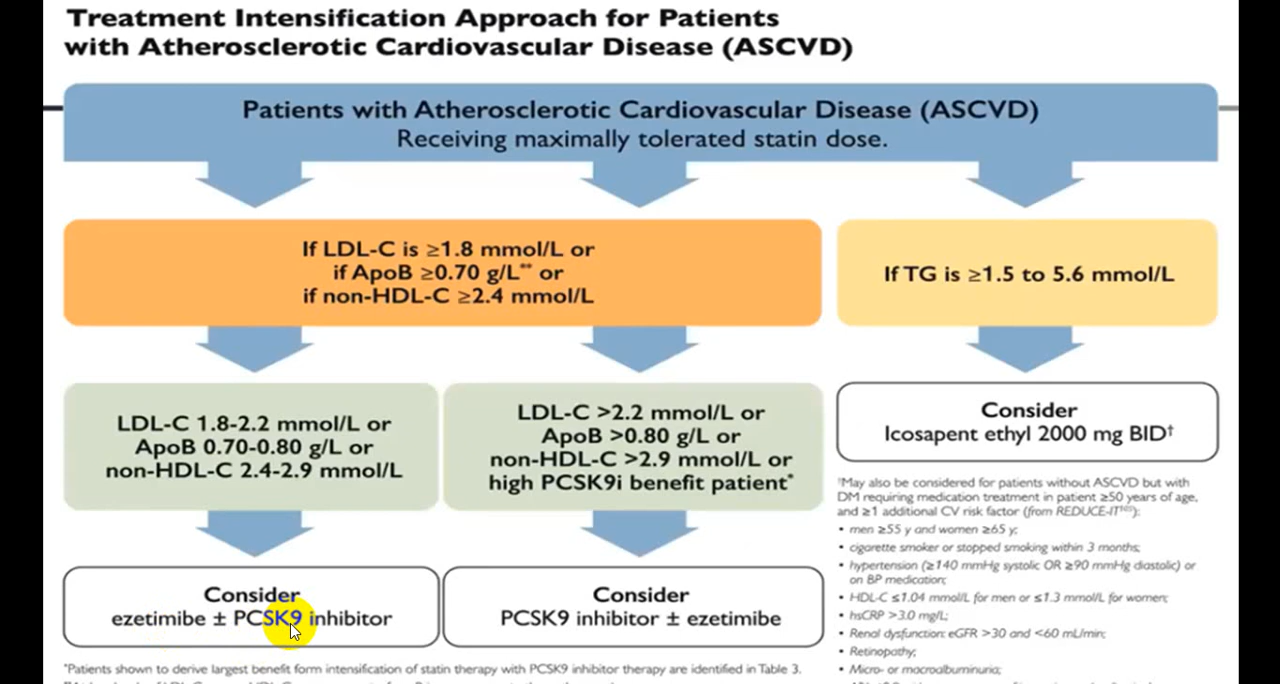 Treatment Intensification Approach for Patients
with Atherosclerotic Cardiovascular Disease (ASCVD)
Patients with Atherosclerotic Cardiovascular Disease (ASCVD)
Receiving maximally tolerated statin dose.
If LDL-C is ≥1.8 mmol/L or
if ApoB ≥0.70 g/L** or
if non-HDL-C ≥2.4 mmol/L
If TG is ≥1.5 to 5.6 mmol/L
LDL-C 1.8-2.2 mmol/L or
ApoB 0.70-0.80 g/L or
non-HDL-C 2.4-2.9 mmol/L
LDL-C >2.2 mmol/L or
ApoB >0.80 g/L or
non-HDL-C >2.9 mmol/L or
high PCSK9i benefit patient*
Consider
Icosapent ethyl 2000 mg BID†
Consider
ezetimibe ± PCSK9 inhibitor
Consider
PCSK9 inhibitor ± ezetimibe
†May also be considered for patients without ASCVD but with
DM requiring medication treatment in patient ≥50 years of age,
and ≥1 additional CV risk factor (from REDUCE-IT):
• men ≥55 y and women ≥65 y;
• cigarette smoker or stopped smoking within 3 months;
• hypertension (≥140 mmHg systolic OR ≥90 mmHg diastolic) or
on BP medication;
• HDL-C ≤1.04 mmol/L for men or ≤1.3 mmol/L for women;
• hsCRP >3.0 mg/L;
• Renal dysfunction: eGFR >30 and <60 mL/min;
• Retinopathy;
• Micro- or macroalbuminuria;
*Patients shown to derive largest benefit form intensification of statin therapy with PCSK9 inhibitor therapy are identified in Table 3.